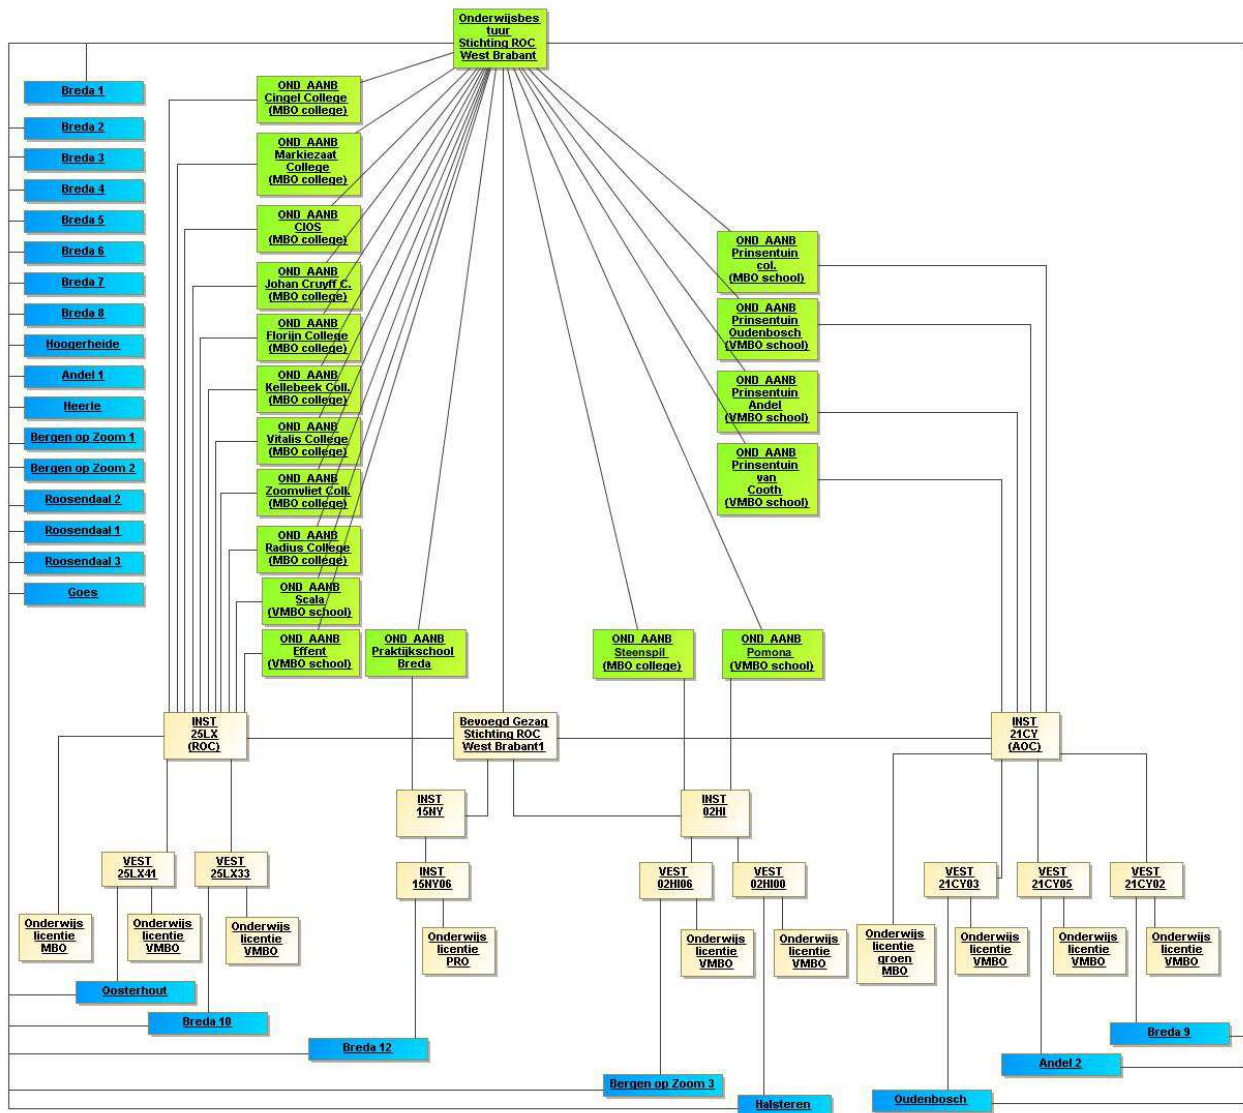 Onderwijsbes
tuur
Stichting ROC
West Brabant
Breda 1
Breda 2
Breda 3
Breda 4
Breda 5
Breda 6
Breda 7
Breda 8
Hoogerheide
Andel 1
Heerle
Bergen op Zoom 1
Bergen op Zoom 2
Roosendaal 2
Roosendaal 1
Roosendaal 3
Goes
OND_AANB
Cingel College
(MBO college)
OND_AANB
Markiezaat
College
(MBO college)
OND_AANB
CIOS
(MBO college)
OND_AANB
Johan Cruyff C.
(MBO college)
OND_AANB
Florijn College
(MBO college)
OND_AANB
Kellebeek Coll.
(MBO college)
OND_AANB
Vitalis College
(MBO college)
OND_AANB
Zoomvliet Coll.
(MBO college)
OND_AANB
Radius College
(MBO college)
OND_AANB
Scala
(VMBO school)
OND_AANB
Effent
(VMBO school)
OND_AANB
Praktijkschool
Breda
OND_AANB
Steenspil
(MBO college)
OND_AANB
Pomona
(VMBO school)
OND_AANB
Prinsentuin
col.
(MBO school)
OND_AANB
Prinsentuin
Oudenbosch
(VMBO school)
OND_AANB
Prinsentuin
Andel
(VMBO school)
OND_AANB
Prinsentuin
van
Cooth
(VMBO school)
INST
25LX
(ROC)
Bevoegd Gezag
Stichting ROC
West Brabant1
INST
21CY
(AOC)
INST
15NY
INST
02HI
VEST
25LX41
VEST
25LX33
INST
15NY06
VEST
02HI06
VEST
02HI00
VEST
21CY03
VEST
21CY05
VEST
21CY02
Onderwijs
licentie
MBO
Onderwijs
licentie
VMBO
Onderwijs
licentie
VMBO
Onderwijs
licentie
PRO
Onderwijs
licentie
VMBO
Onderwijs
licentie
VMBO
Onderwijs
licentie
groen
MBO
Onderwijs
licentie
VMBO
Onderwijs
licentie
VMBO
Onderwijs
licentie
VMBO
Oosterhout
Breda 10
Breda 12
Bergen op Zoom 3
Halsteren
Oudenbosch
Andel 2
Breda 9